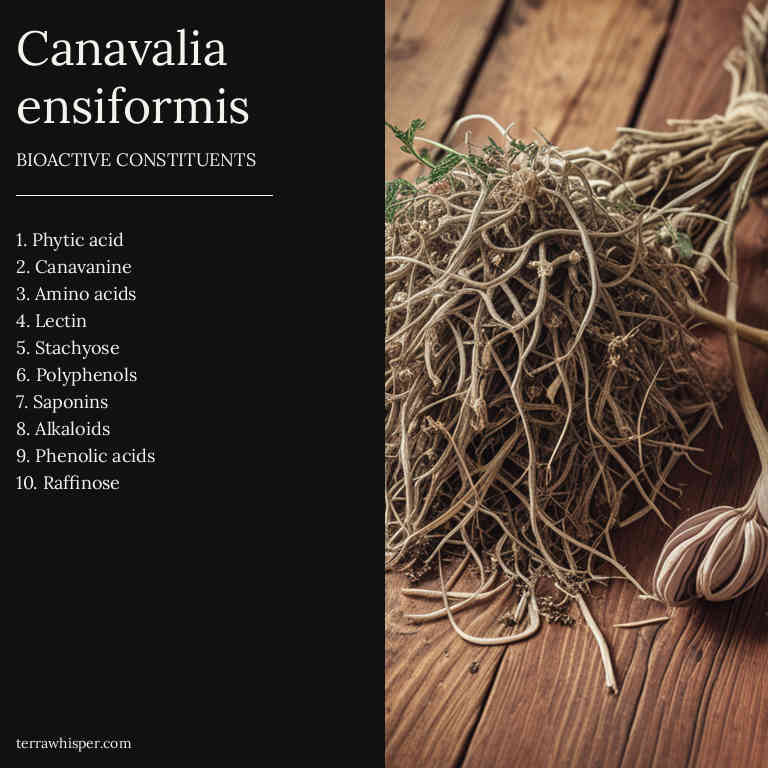 Canavalia
ensiformis
BIOACTIVE CONSTITUENTS
1. Phytic acid
2. Canavanine
3. Amino acids
4. Lectin
5. Stachyose
6. Polyphenols
7. Saponins
8. Alkaloids
9. Phenolic acids
10. Raffinose
terrawhisper.com